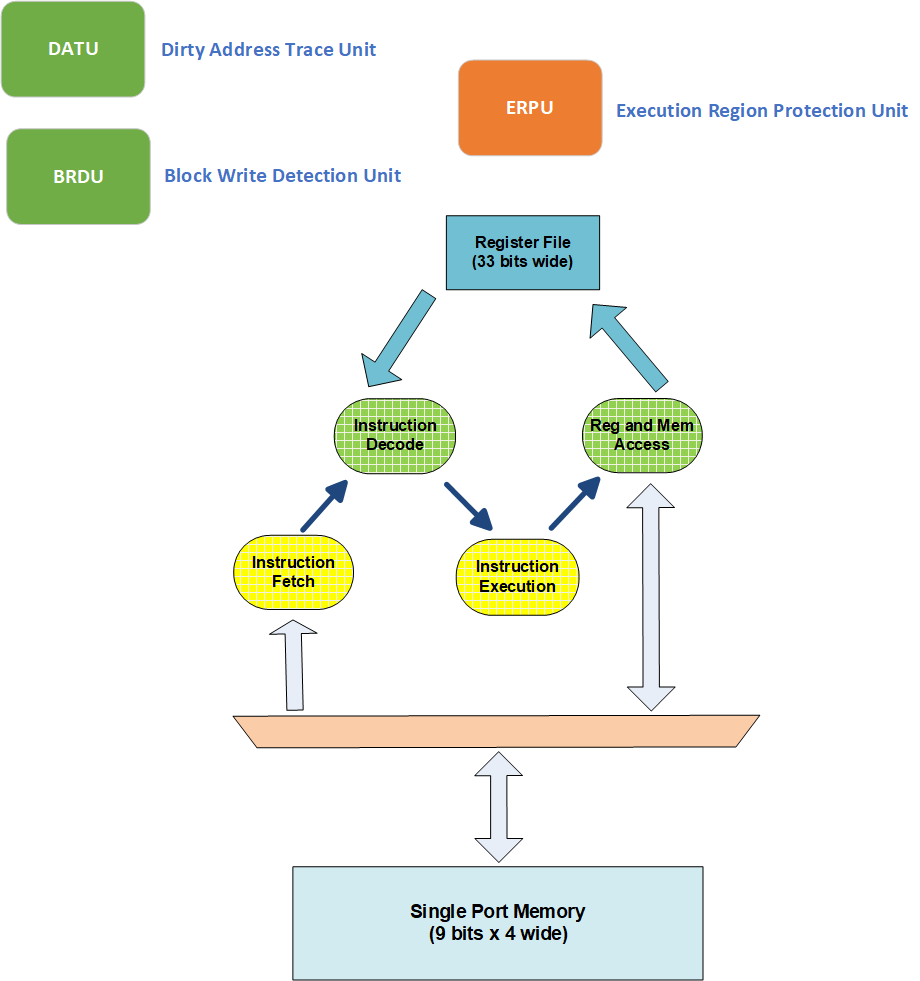 DATU
Dirty Address Trace Unit
ERPU
Execution Region Protection Unit
BRDU
Block Write Detection Unit
Register File
(33 bits wide)
Instruction
Decode
Reg and Mem
Access
Instruction
Fetch
Instruction
Execution
Single Port Memory
(9 bits x 4 wide)